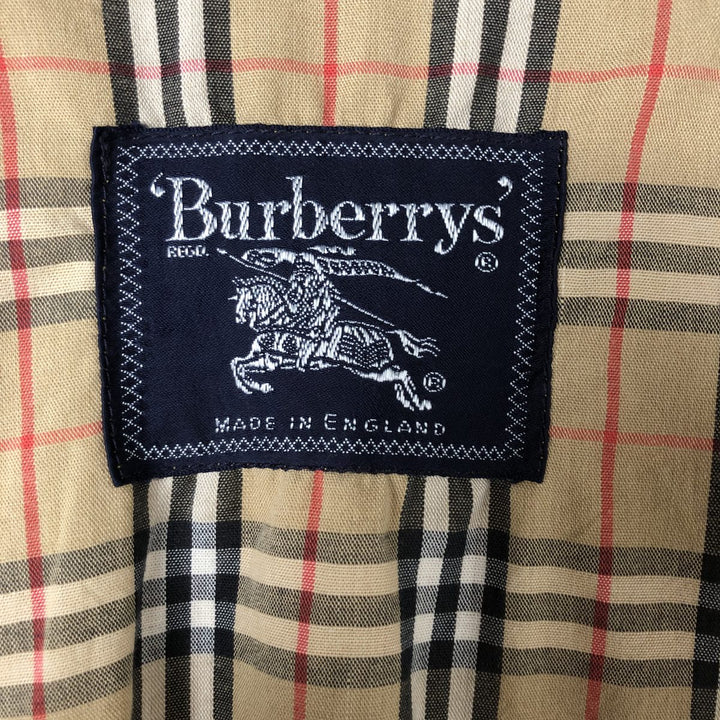 'Burberrys'
REGD.
®
®
MADE IN ENGLAND